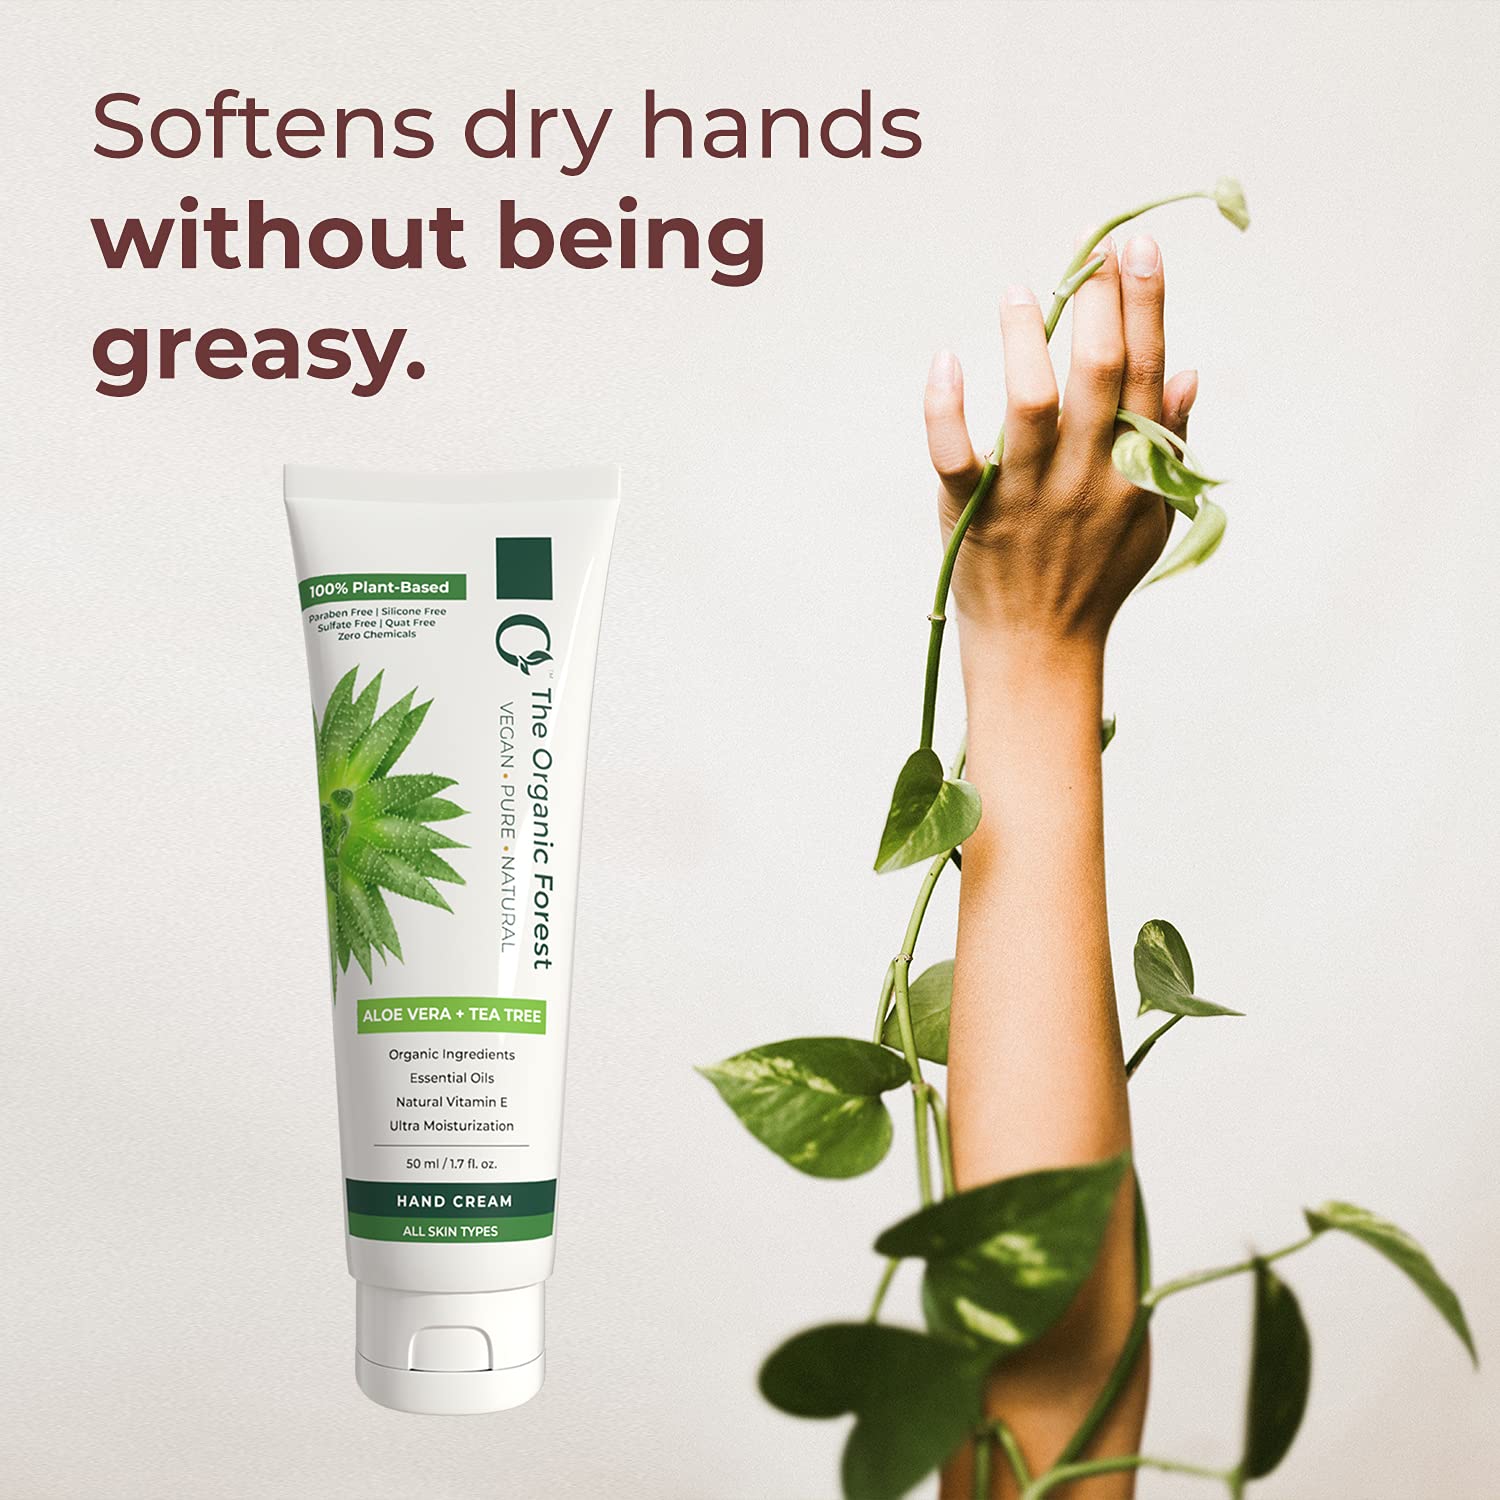 Softens dry hands
without being
greasy.
100% Plant-Based
Paraben Free | Silicone Free
Sulfate Free | Quat Free
Zero Chemicals
TM
The Organic Forest
VEGAN • PURE • NATURAL
ALOE VERA + TEA TREE
Organic Ingredients
Essential Oils
Natural Vitamin E
Ultra Moisturization
50 ml / 1.7 fl. oz.
HAND CREAM
ALL SKIN TYPES